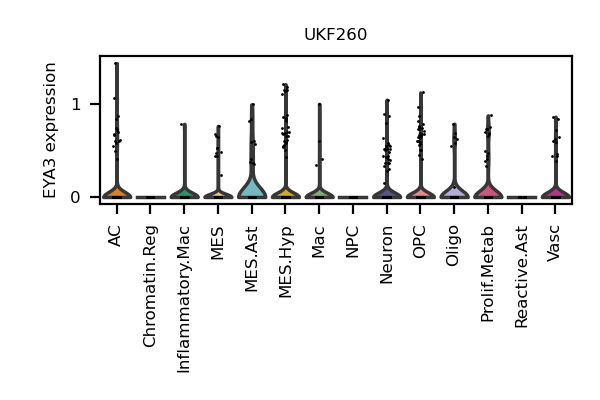 UKF260
EYA3 expression
1
0
AC
Chromatin.Reg
Inflammatory.Mac
MES
MES.Ast
MES.Hyp
Mac
NPC
Neuron
OPC
Oligo
Prolif.Metab
Reactive.Ast
Vasc